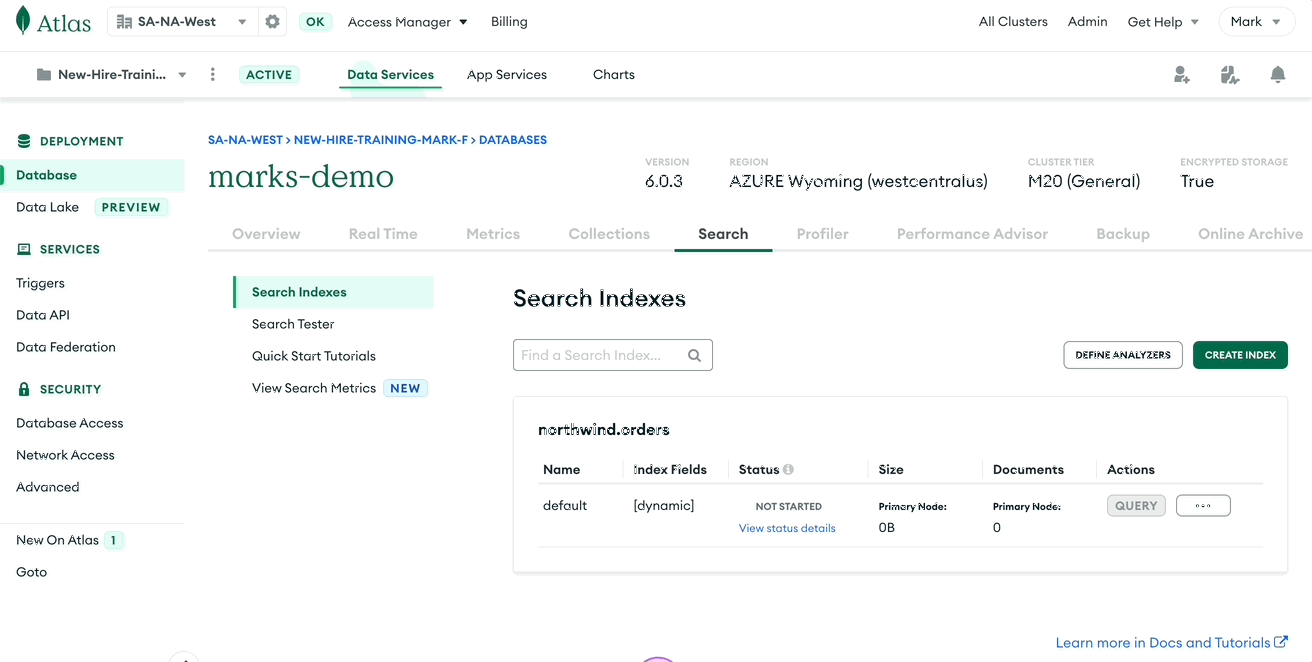 Atlas SA-NA-West OK Access Manager Billing All Clusters Admin Get Help Mark
New-Hire-Traini... ACTIVE Data Services App Services Charts
DEPLOYMENT
Database
Data Lake PREVIEW
SERVICES
Triggers
Data API
Data Federation
SECURITY
Database Access
Network Access
Advanced
New On Atlas 1
Goto
SA-NA-WEST > NEW-HIRE-TRAINING-MARK-F > DATABASES
marks-demo
VERSION
6.0.3
REGION
AZURE Wyoming (westcentralus)
CLUSTER TIER
M20 (General)
ENCRYPTED STORAGE
True
Overview Real Time Metrics Collections Search Profiler Performance Advisor Backup Online Archive
Search Indexes
Search Tester
Quick Start Tutorials
View Search Metrics NEW
Search Indexes
Find a Search Index... DEFINE ANALYZERS CREATE INDEX
northwind.orders
Name Index Fields Status Size Documents Actions
default [dynamic] NOT STARTED Primary Node: Primary Node: QUERY
View status details 0B 0
Learn more in Docs and Tutorials